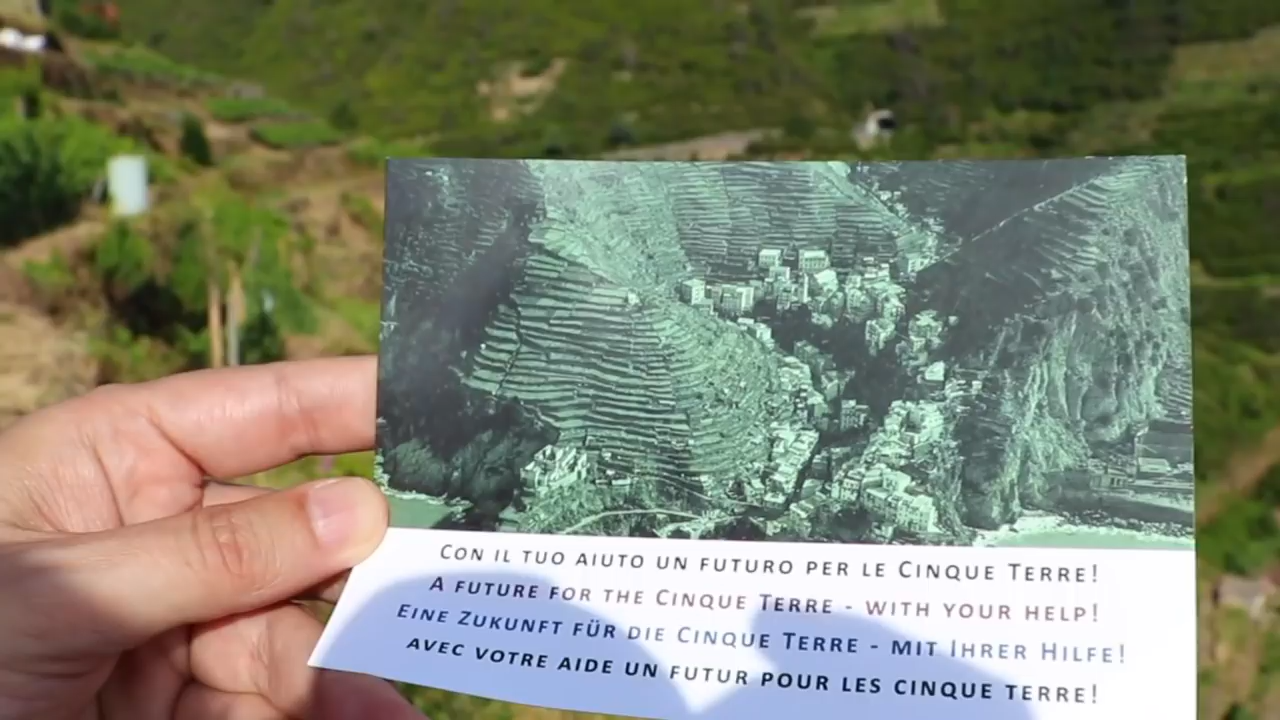 Con il tuo aiuto un futuro per le Cinque Terre!
A future for the Cinque Terre - with your help!
Eine Zukunft für die Cinque Terre - mit Ihrer Hilfe!
avec votre aide un futur pour les cinque terre!